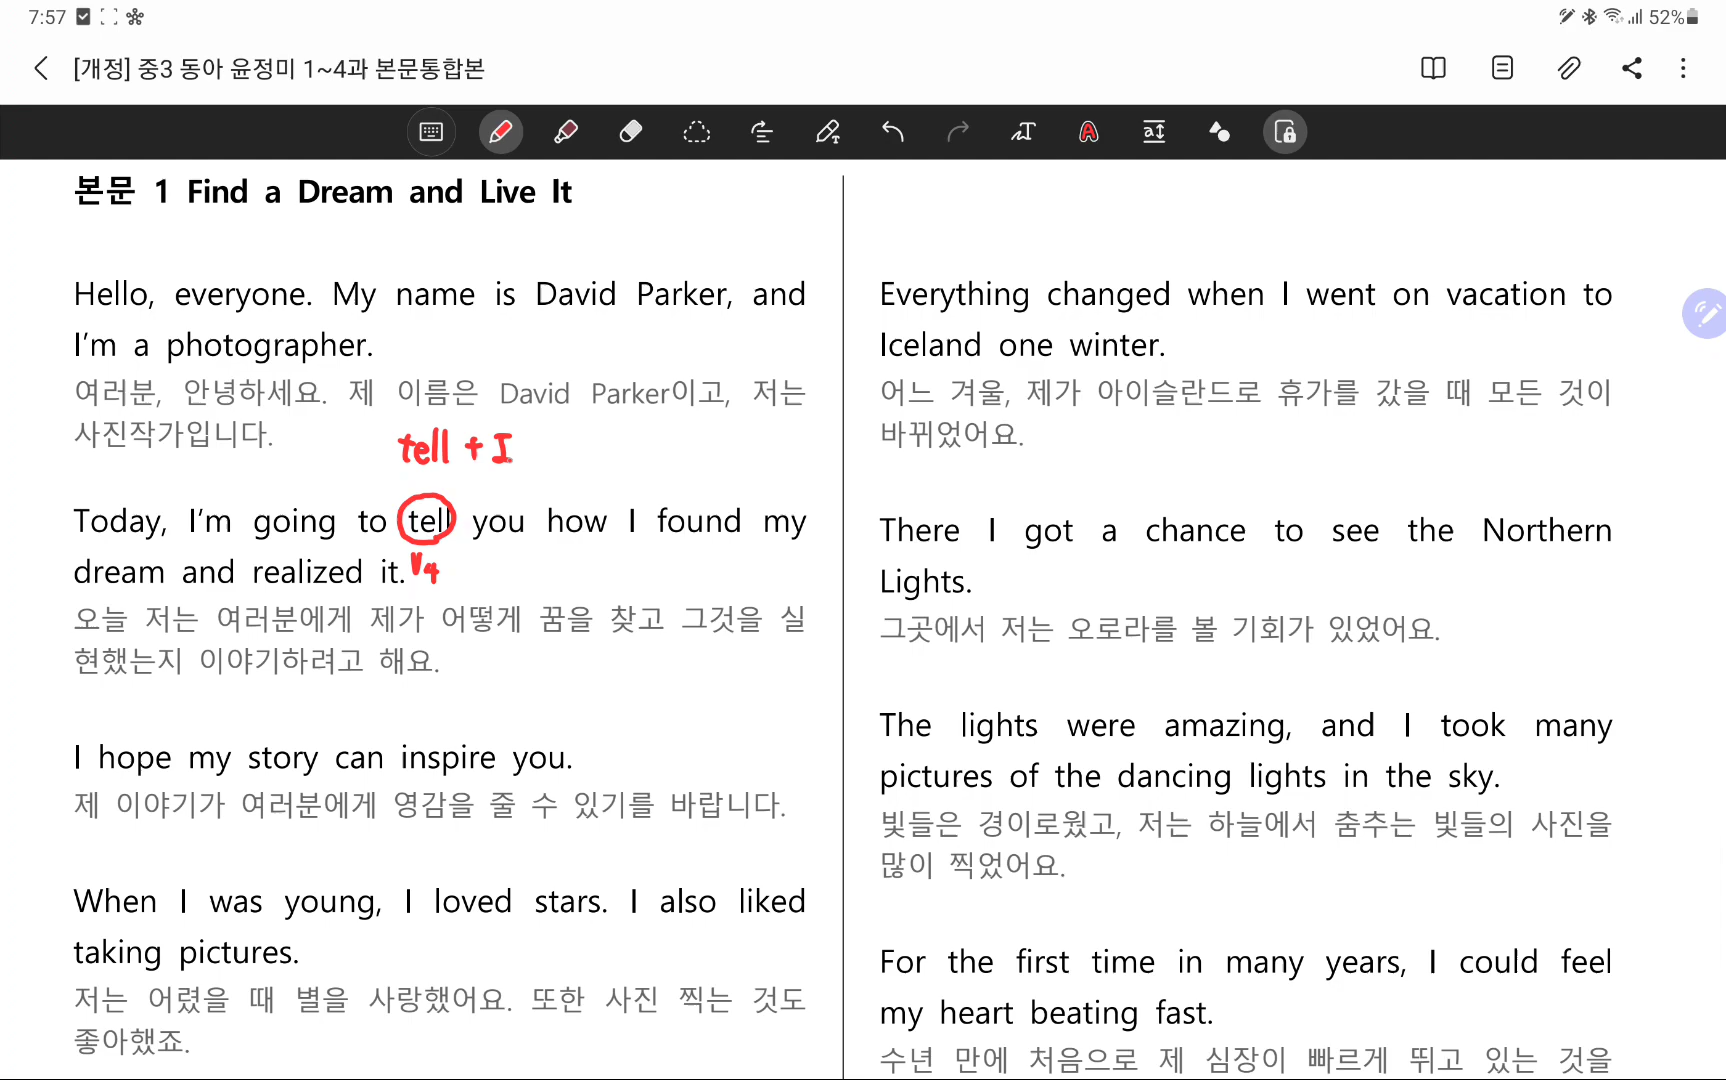 7:57
52%
[개정] 중3 동아 윤정미 1~4과 본문통합본
본문 1 Find a Dream and Live It
Hello, everyone. My name is David Parker, and
I'm a photographer.
여러분, 안녕하세요. 제 이름은 David Parker이고, 저는
사진작가입니다.
tell + I
Today, I'm going to tell you how I found my
dream and realized it.
V4
오늘 저는 여러분에게 제가 어떻게 꿈을 찾고 그것을 실
현했는지 이야기하려고 해요.
I hope my story can inspire you.
제 이야기가 여러분에게 영감을 줄 수 있기를 바랍니다.
When I was young, I loved stars. I also liked
taking pictures.
저는 어렸을 때 별을 사랑했어요. 또한 사진 찍는 것도
좋아했죠.
Everything changed when I went on vacation to
Iceland one winter.
어느 겨울, 제가 아이슬란드로 휴가를 갔을 때 모든 것이
바뀌었어요.
There I got a chance to see the Northern
Lights.
그곳에서 저는 오로라를 볼 기회가 있었어요.
The lights were amazing, and I took many
pictures of the dancing lights in the sky.
빛들은 경이로웠고, 저는 하늘에서 춤추는 빛들의 사진을
많이 찍었어요.
For the first time in many years, I could feel
my heart beating fast.
수년 만에 처음으로 제 심장이 빠르게 뛰고 있는 것을